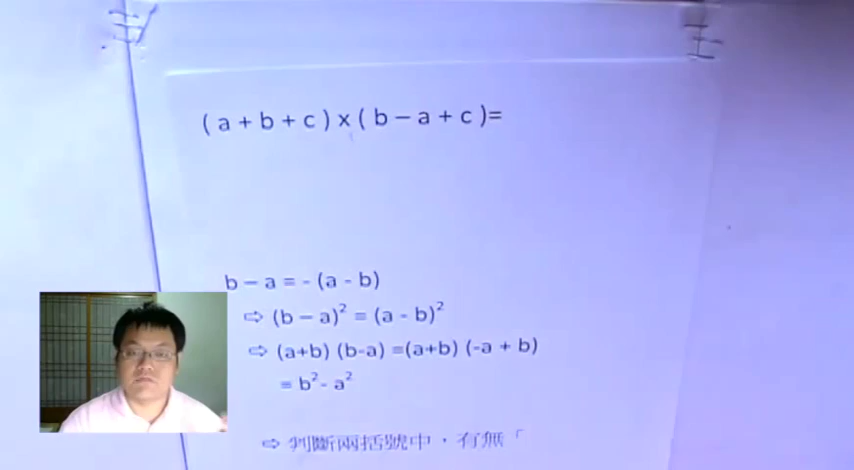 ( a + b + c ) x ( b – a + c )=
b – a = - (a - b)
⇨ (b – a)² = (a - b)²
⇨ (a+b) (b-a) =(a+b) (-a + b)
= b²- a²
⇨ 判斷兩括號中，有無「